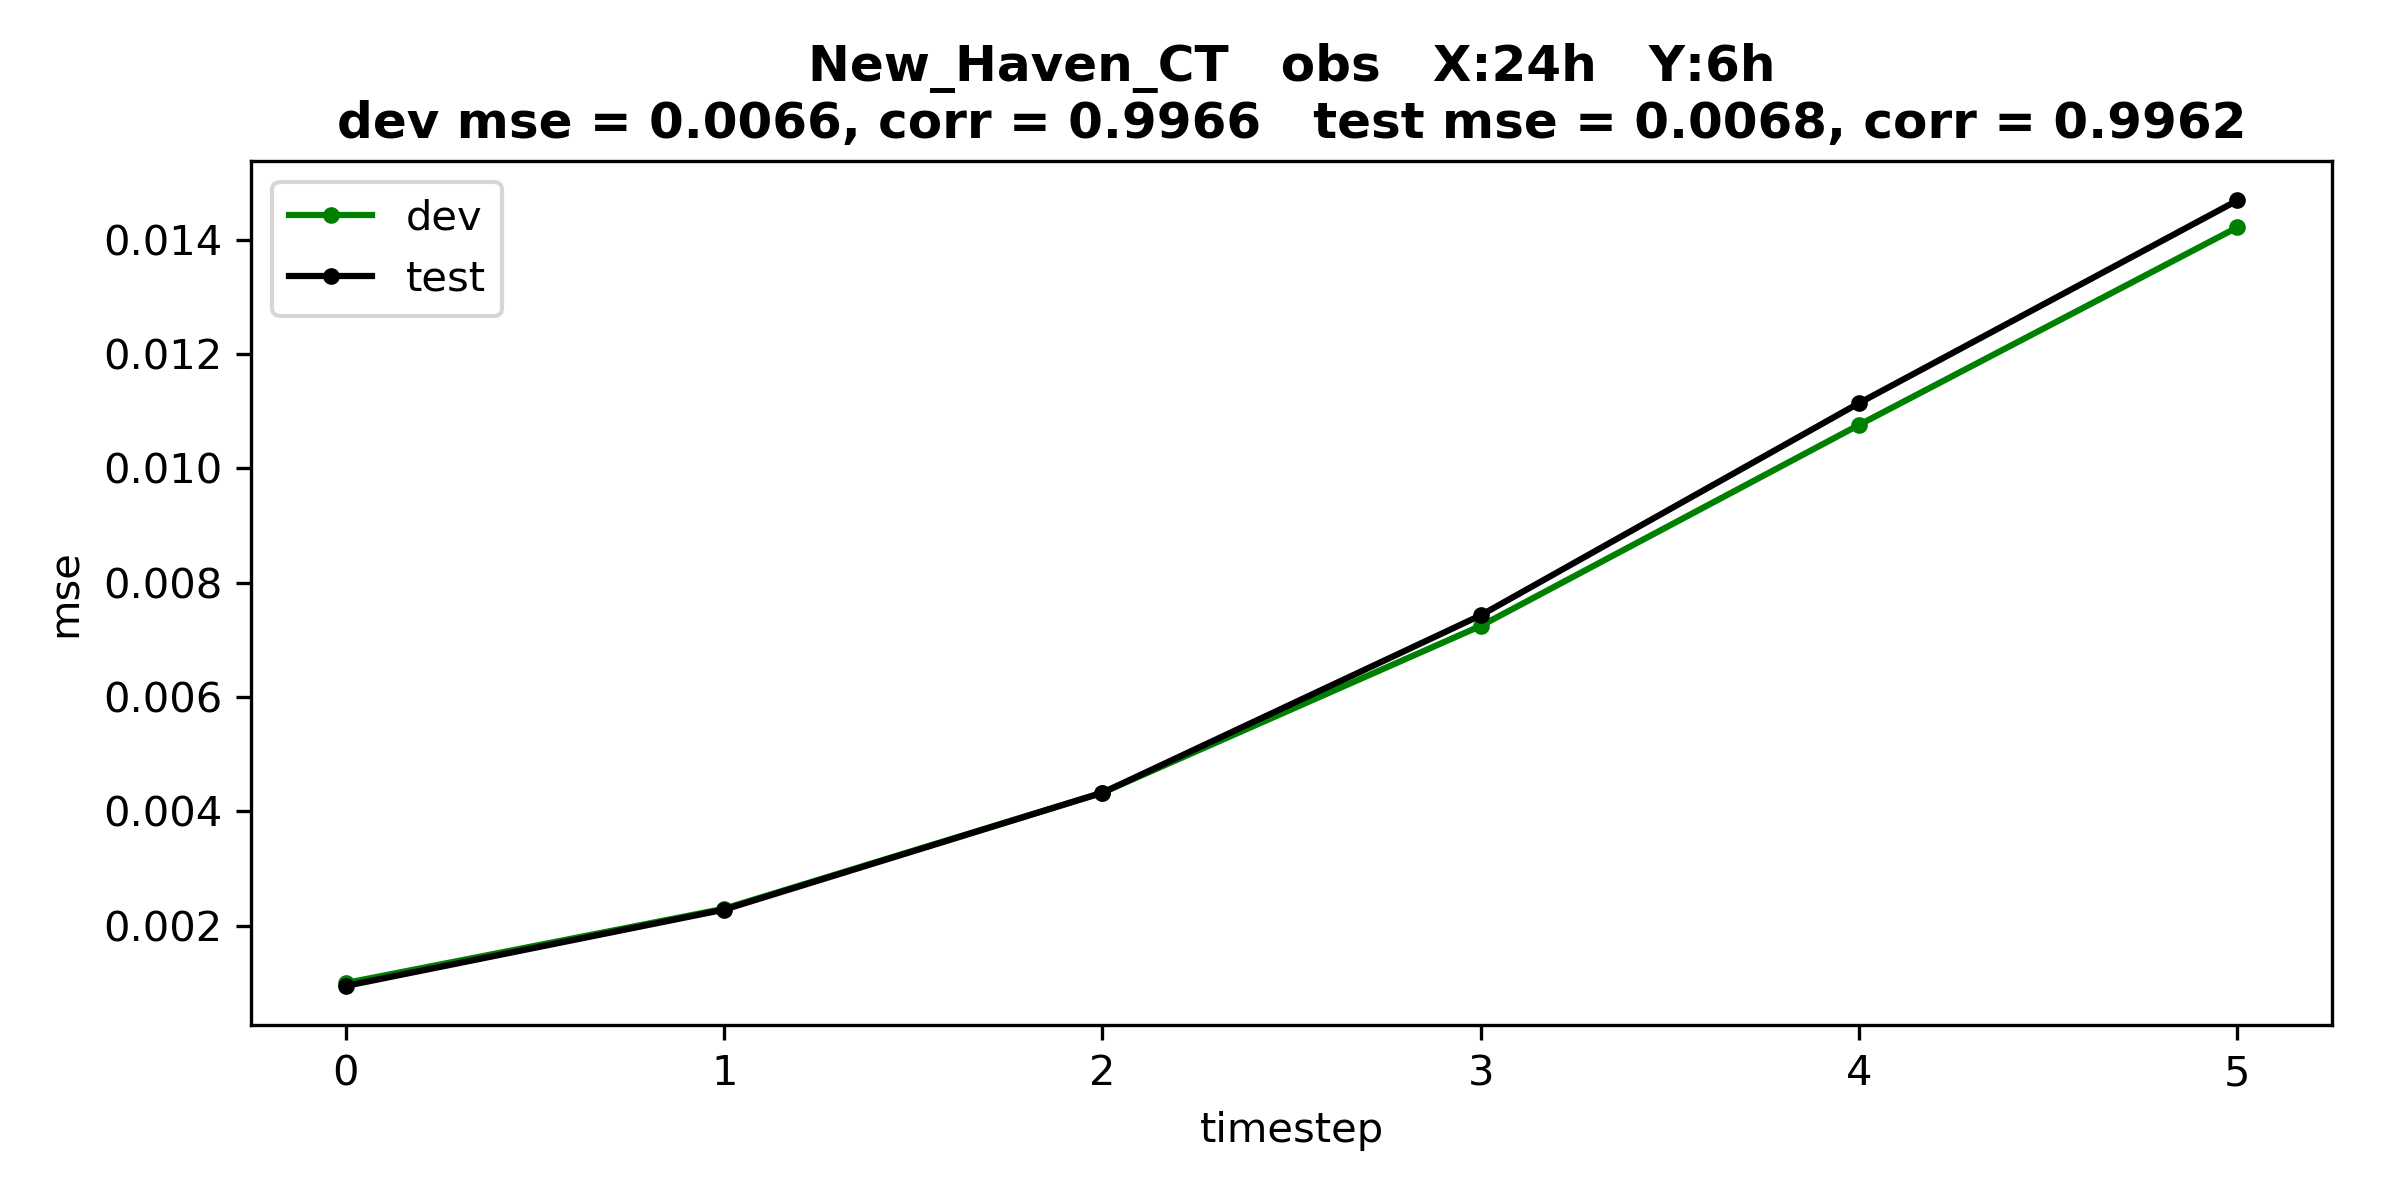 New_Haven_CT obs X:24h Y:6h
dev mse = 0.0066, corr = 0.9966 test mse = 0.0068, corr = 0.9962
dev
test
0.014
0.012
0.010
0.008
0.006
0.004
0.002
mse
0 1 2 3 4 5
timestep